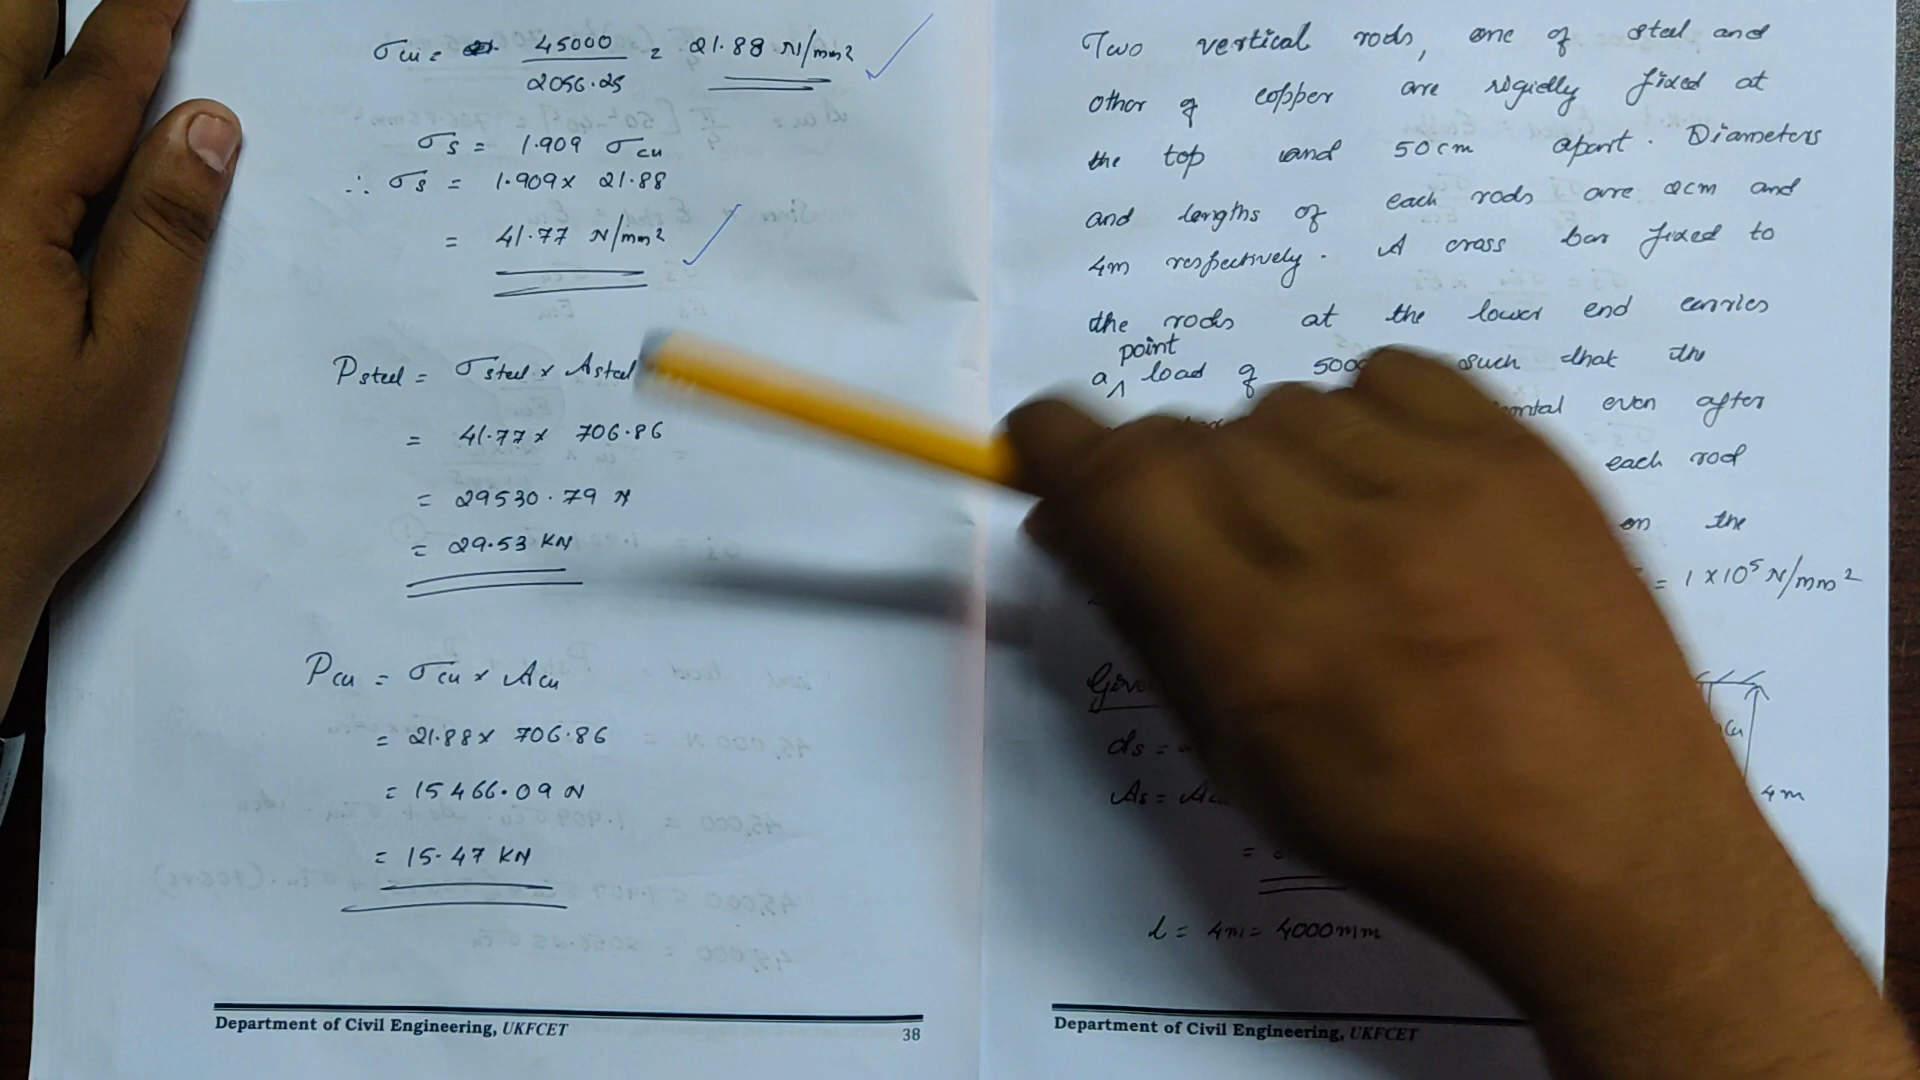 σcu = 45000 / 2056.25 = 21.88 N/mm²
σs = 1.909 σcu
∴ σs = 1.909 × 21.88
= 41.77 N/mm²
Psteel = σsteel × Asteel
= 41.77 × 706.86
= 29530.79 N
= 29.53 KN
Pcu = σcu × Acu
= 21.88 × 706.86
= 15466.09 N
= 15.47 KN
Department of Civil Engineering, UKFCET
38
Two vertical rods, one of steel and
other of copper are rigidly fixed at
the top and 50cm apart. Diameters
and lengths of each rods are 2cm and
4m respectively. A cross bar fixed to
the rods at the lower end carries
a point load of such that the
even after
each rod
on the
= 1 × 10⁵ N/mm²
ds =
As =
Cu
4m
=
l = 4m = 4000mm
Department of Civil Engineering, UKFCET